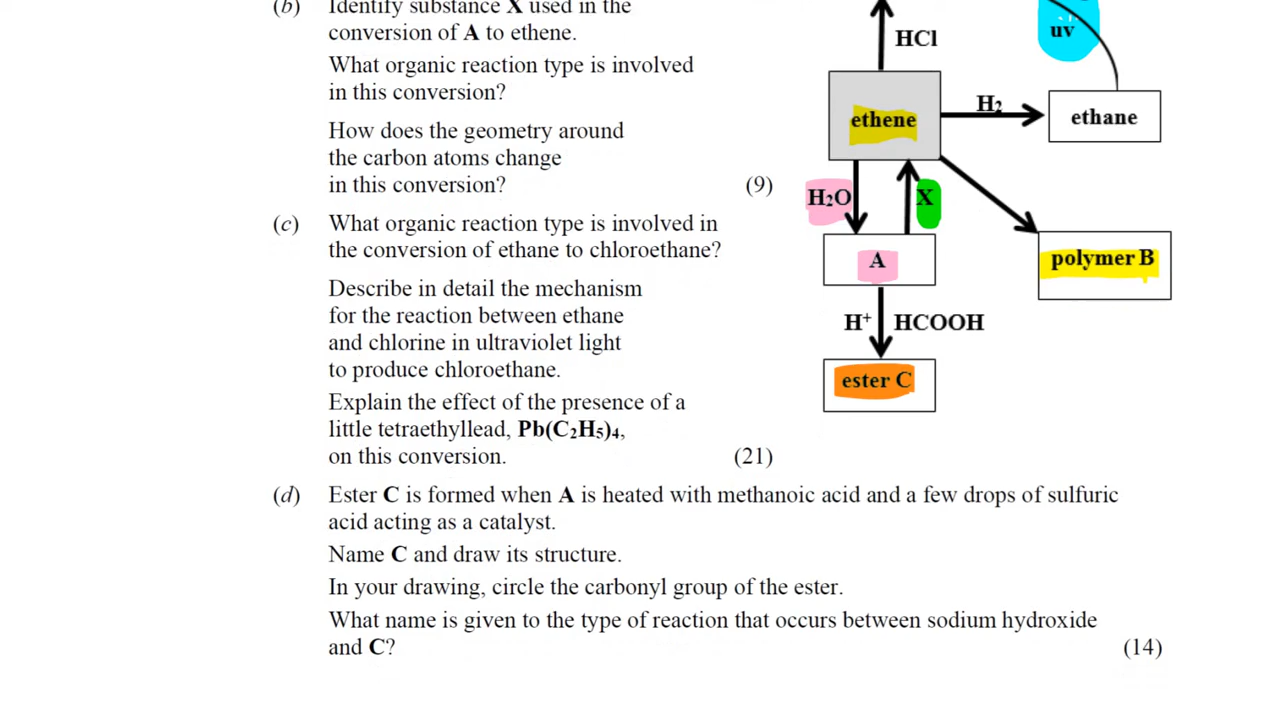 (b) Identify substance X used in the
conversion of A to ethene.
What organic reaction type is involved
in this conversion?
How does the geometry around
the carbon atoms change
in this conversion? (9)
(c) What organic reaction type is involved in
the conversion of ethane to chloroethane?
Describe in detail the mechanism
for the reaction between ethane
and chlorine in ultraviolet light
to produce chloroethane.
Explain the effect of the presence of a
little tetraethyllead, Pb(C₂H₅)₄,
on this conversion. (21)
uv
HCl
ethene
H₂
ethane
H₂O
X
A
polymer B
H⁺ HCOOH
ester C
(d) Ester C is formed when A is heated with methanoic acid and a few drops of sulfuric
acid acting as a catalyst.
Name C and draw its structure.
In your drawing, circle the carbonyl group of the ester.
What name is given to the type of reaction that occurs between sodium hydroxide
and C? (14)